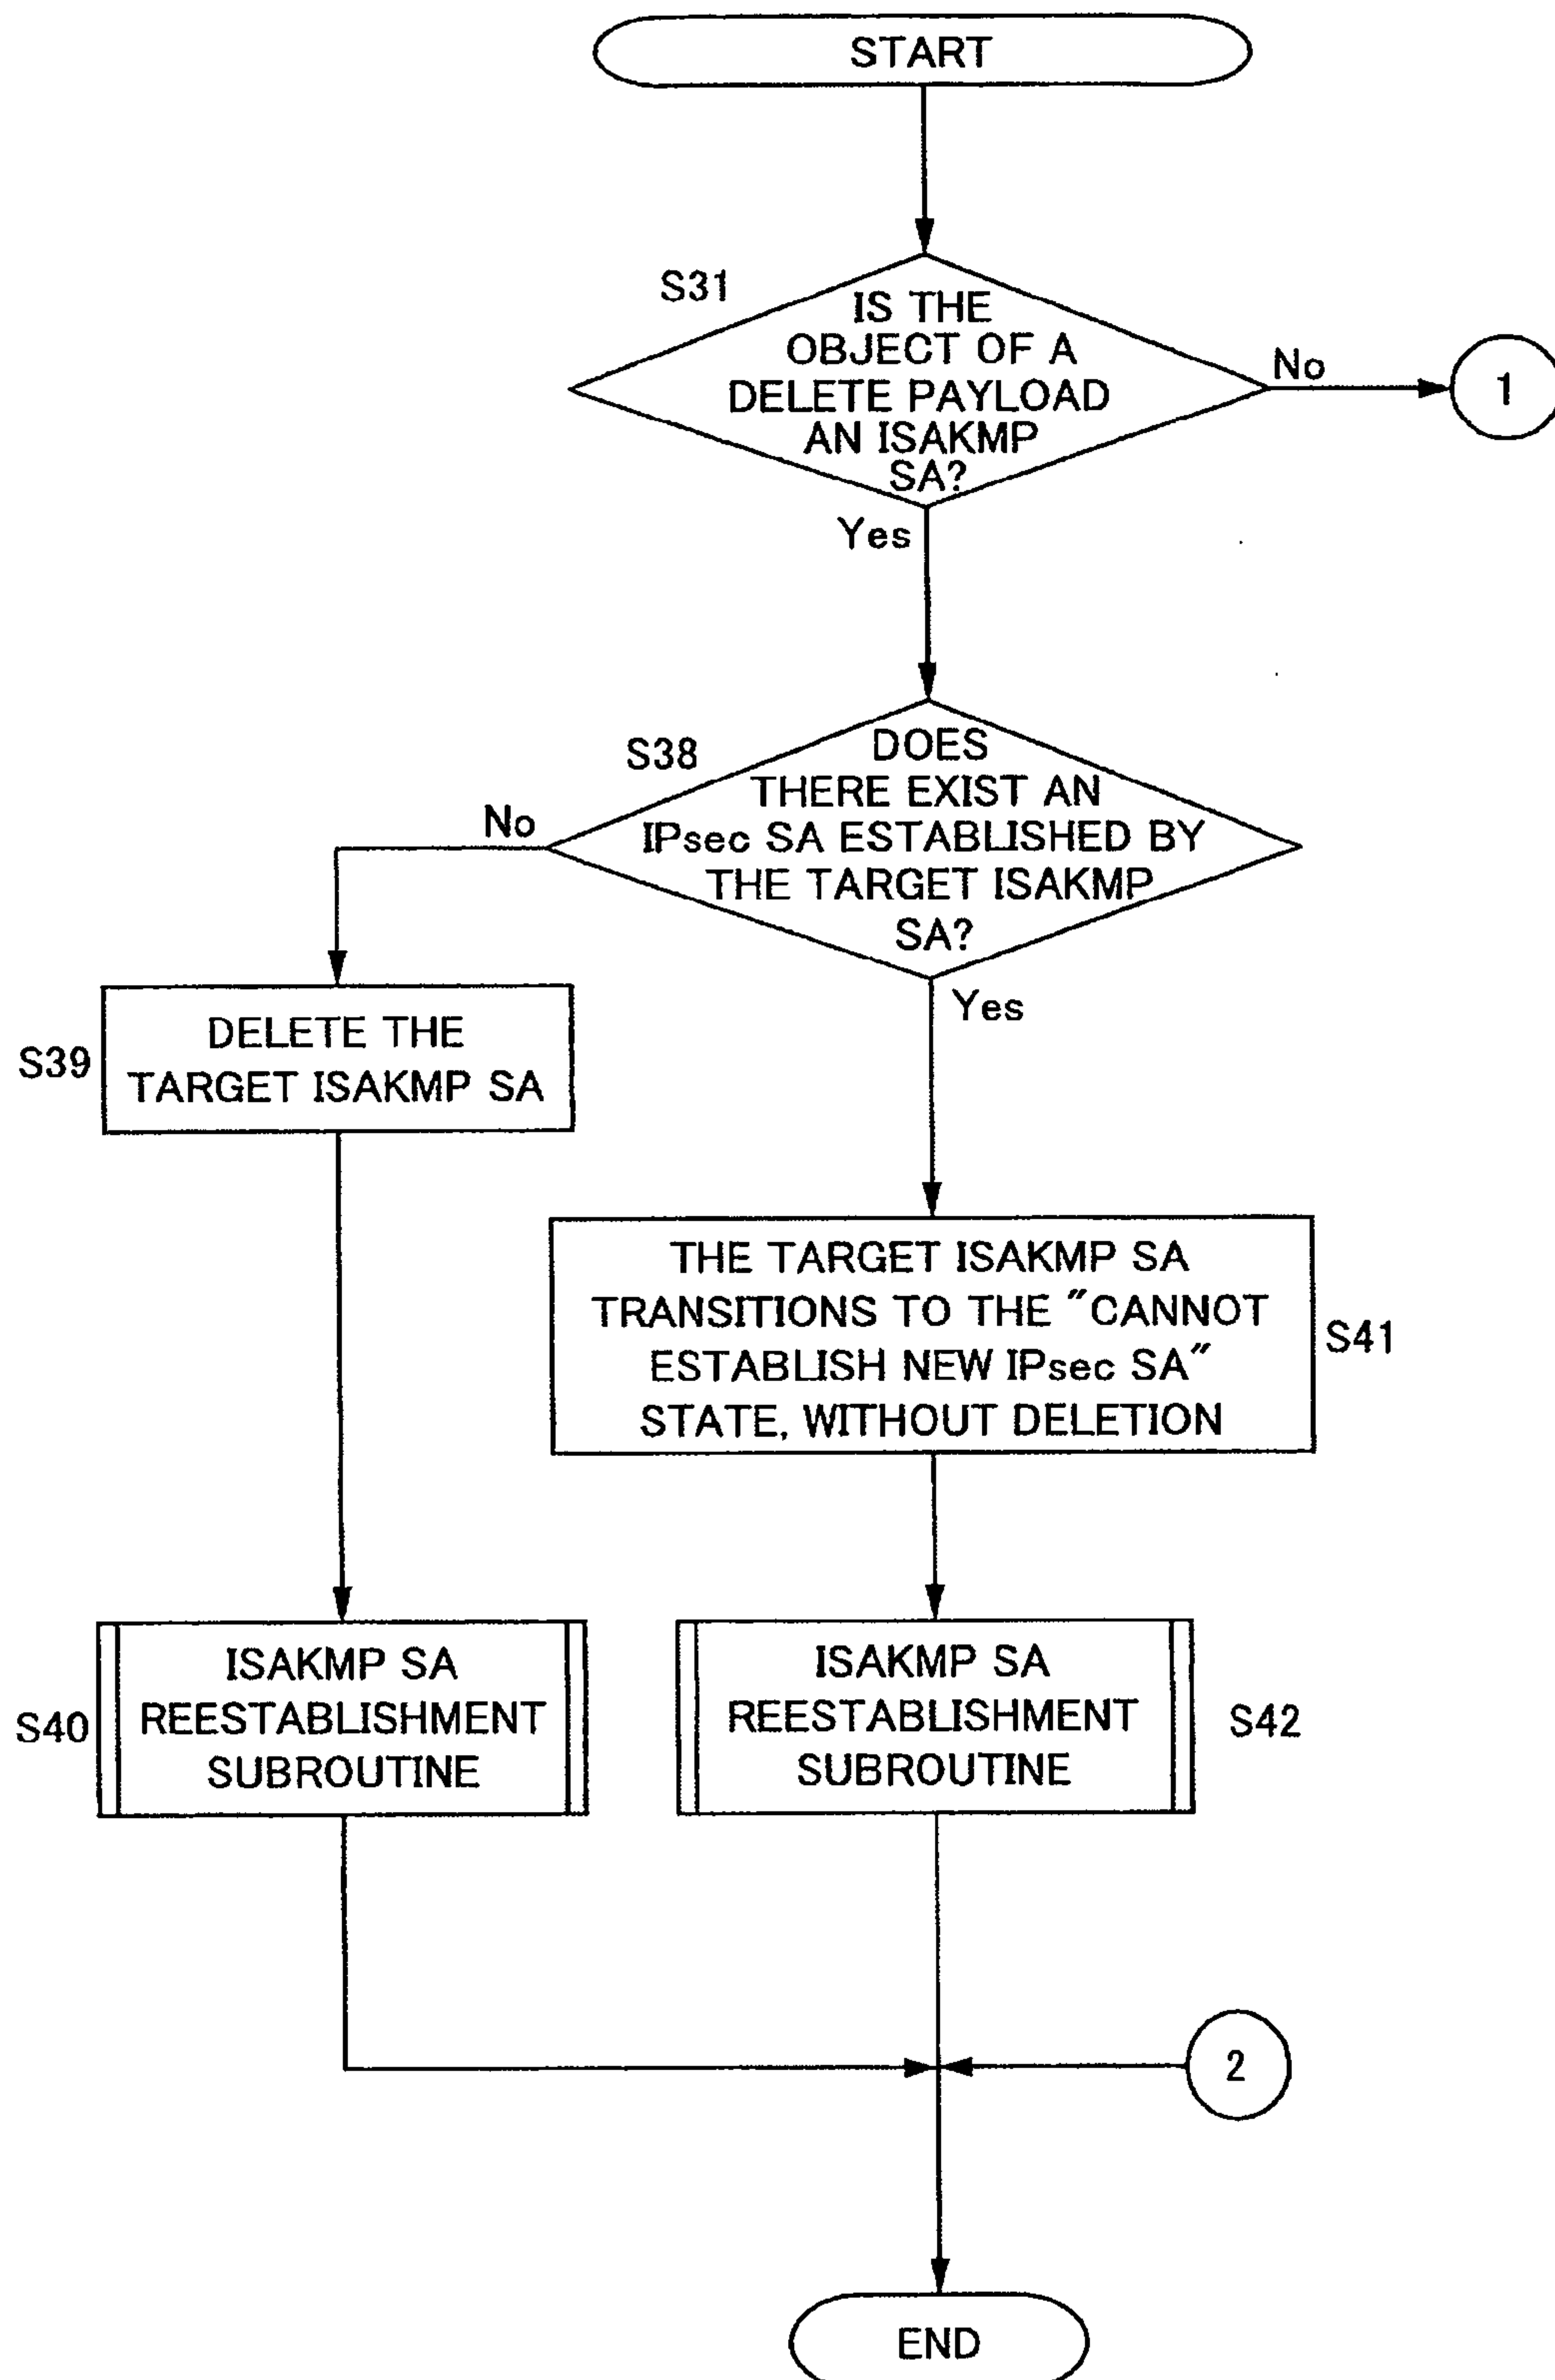 START
S31
IS THE
OBJECT OF A
DELETE PAYLOAD
AN ISAKMP
SA?
No
1
Yes
S38
DOES
THERE EXIST AN
IPsec SA ESTABLISHED BY
THE TARGET ISAKMP
SA?
No
Yes
S39
DELETE THE
TARGET ISAKMP SA
THE TARGET ISAKMP SA
TRANSITIONS TO THE "CANNOT
ESTABLISH NEW IPsec SA"
STATE, WITHOUT DELETION
S41
S40
ISAKMP SA
REESTABLISHMENT
SUBROUTINE
ISAKMP SA
REESTABLISHMENT
SUBROUTINE
S42
2
END